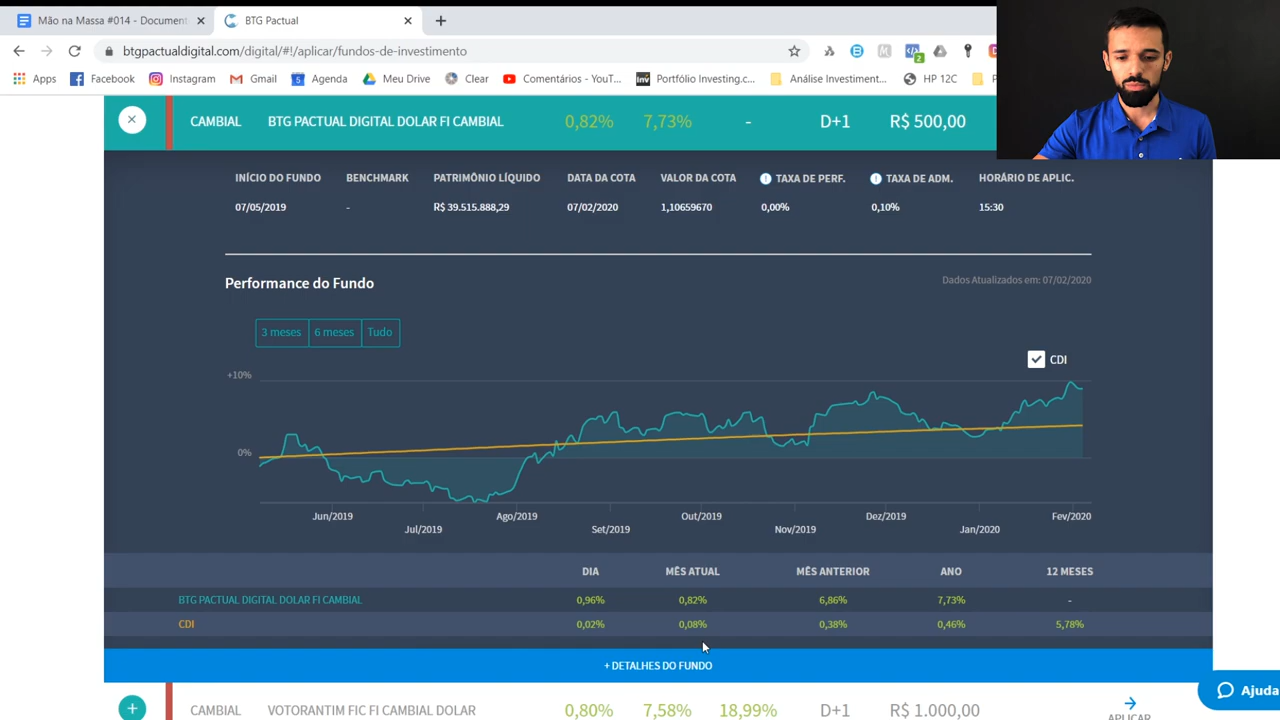 Mão na Massa #014 - Document
BTG Pactual
btgpactualdigital.com/digital/#!/aplicar/fundos-de-investimento
Apps Facebook Instagram Gmail Agenda Meu Drive Clear Comentários - YouT... Portfólio Investing.c... Análise Investiment... HP 12C
CAMBIAL BTG PACTUAL DIGITAL DOLAR FI CAMBIAL 0,82% 7,73% - D+1 R$ 500,00
INÍCIO DO FUNDO BENCHMARK PATRIMÔNIO LÍQUIDO DATA DA COTA VALOR DA COTA TAXA DE PERF. TAXA DE ADM. HORÁRIO DE APLIC.
07/05/2019 - R$ 39.515.888,29 07/02/2020 1,10659670 0,00% 0,10% 15:30
Performance do Fundo
Dados Atualizados em: 07/02/2020
3 meses 6 meses Tudo
CDI
+10%
0%
Jun/2019 Jul/2019 Ago/2019 Set/2019 Out/2019 Nov/2019 Dez/2019 Jan/2020 Fev/2020
DIA MÊS ATUAL MÊS ANTERIOR ANO 12 MESES
BTG PACTUAL DIGITAL DOLAR FI CAMBIAL 0,96% 0,82% 6,86% 7,73% -
CDI 0,02% 0,08% 0,38% 0,46% 5,78%
+ DETALHES DO FUNDO
Ajuda
CAMBIAL VOTORANTIM FIC FI CAMBIAL DOLAR 0,80% 7,58% 18,99% D+1 R$ 1.000,00
APLICAR